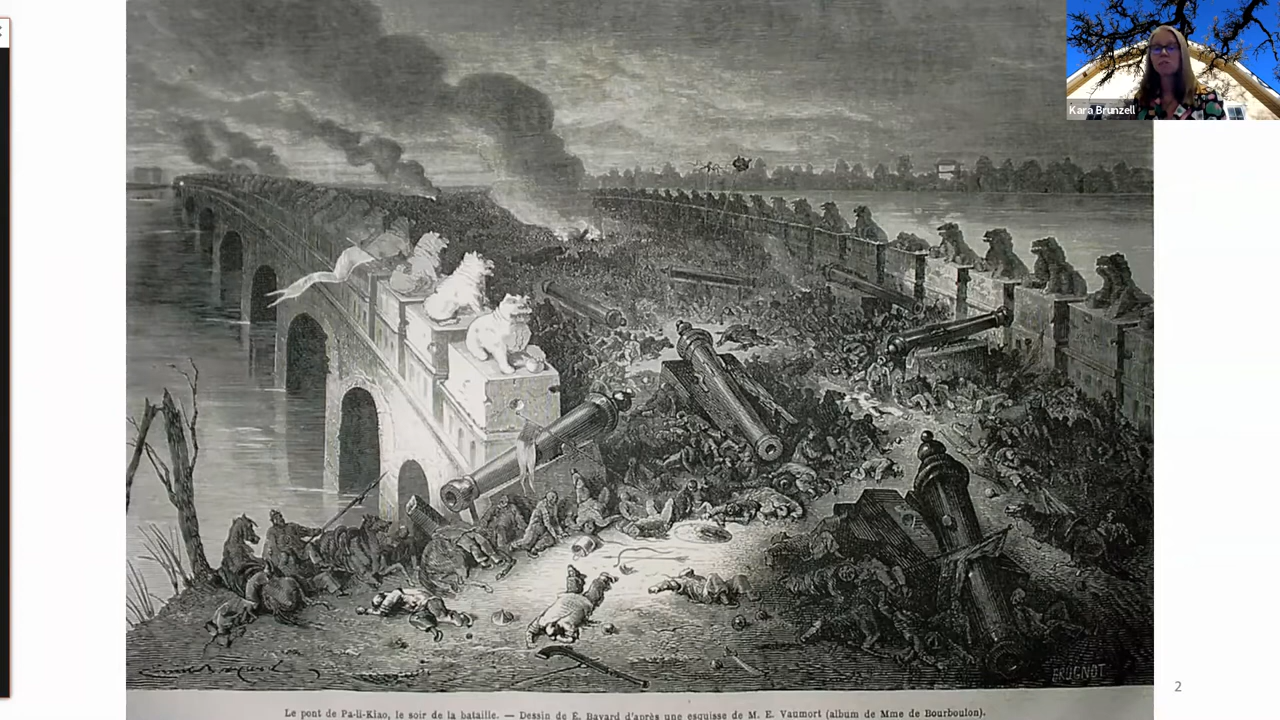 Kara Brunzell
BRUGNOT
2
Le pont de Pa-li-Kiao, le soir de la bataille. — Dessin de E. Bayard d'après une esquisse de M. E. Vaumort (album de Mme de Bourboulon).